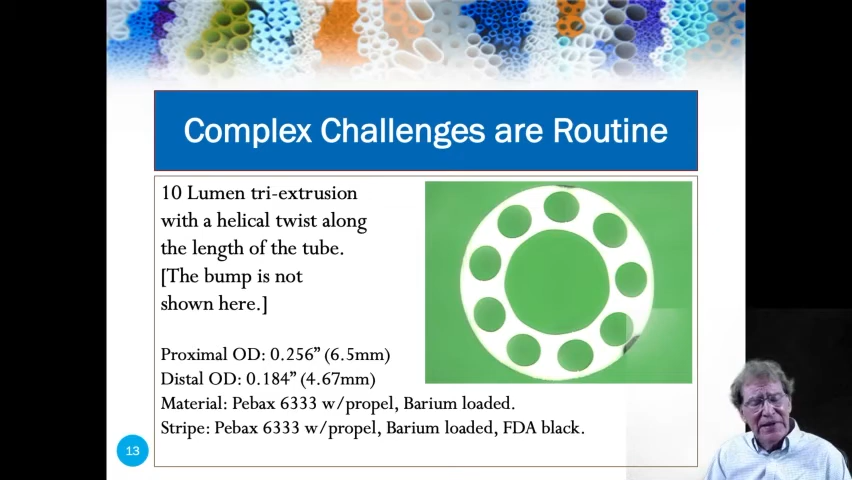 Complex Challenges are Routine
10 Lumen tri-extrusion
with a helical twist along
the length of the tube.
[The bump is not
shown here.]
Proximal OD: 0.256” (6.5mm)
Distal OD: 0.184” (4.67mm)
Material: Pebax 6333 w/propel, Barium loaded.
Stripe: Pebax 6333 w/propel, Barium loaded, FDA black.
13